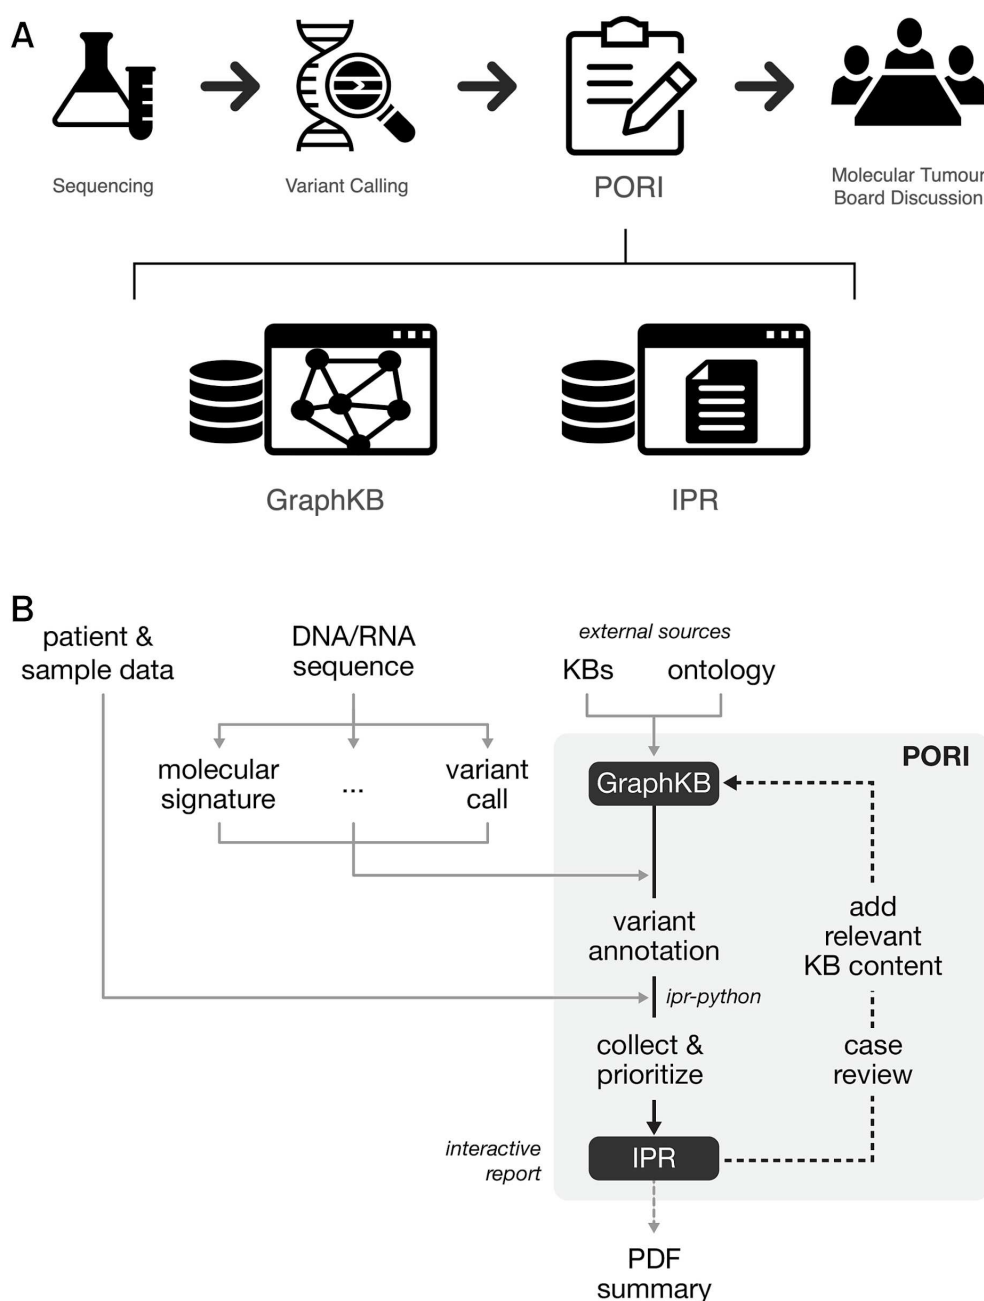 A
Sequencing
Variant Calling
PORI
Molecular Tumour
Board Discussion
GraphKB
IPR
B
patient &
sample data
DNA/RNA
sequence
external sources
KBs
ontology
PORI
molecular
signature
...
variant
call
GraphKB
variant
annotation
add
relevant
KB content
ipr-python
collect &
prioritize
case
review
interactive
report
IPR
PDF
summary